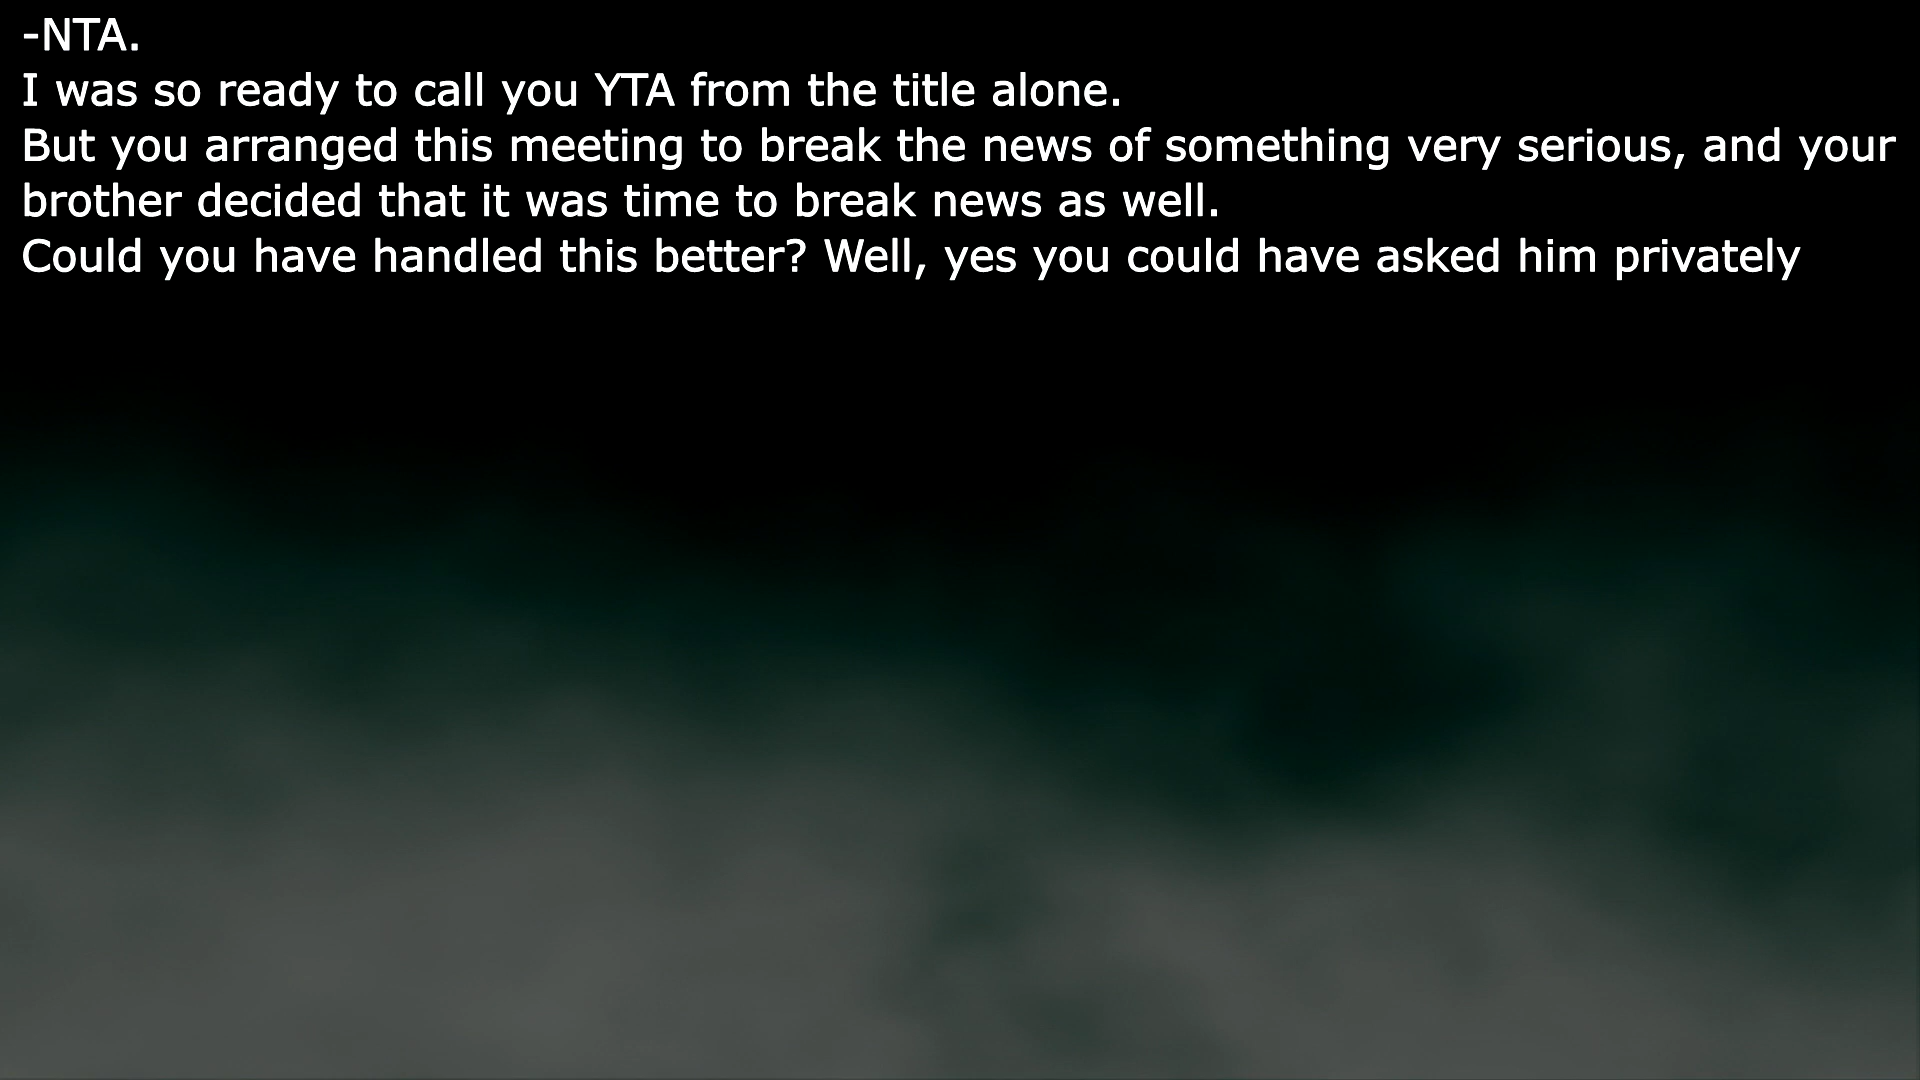 -NTA.
I was so ready to call you YTA from the title alone.
But you arranged this meeting to break the news of something very serious, and your
brother decided that it was time to break news as well.
Could you have handled this better? Well, yes you could have asked him privately